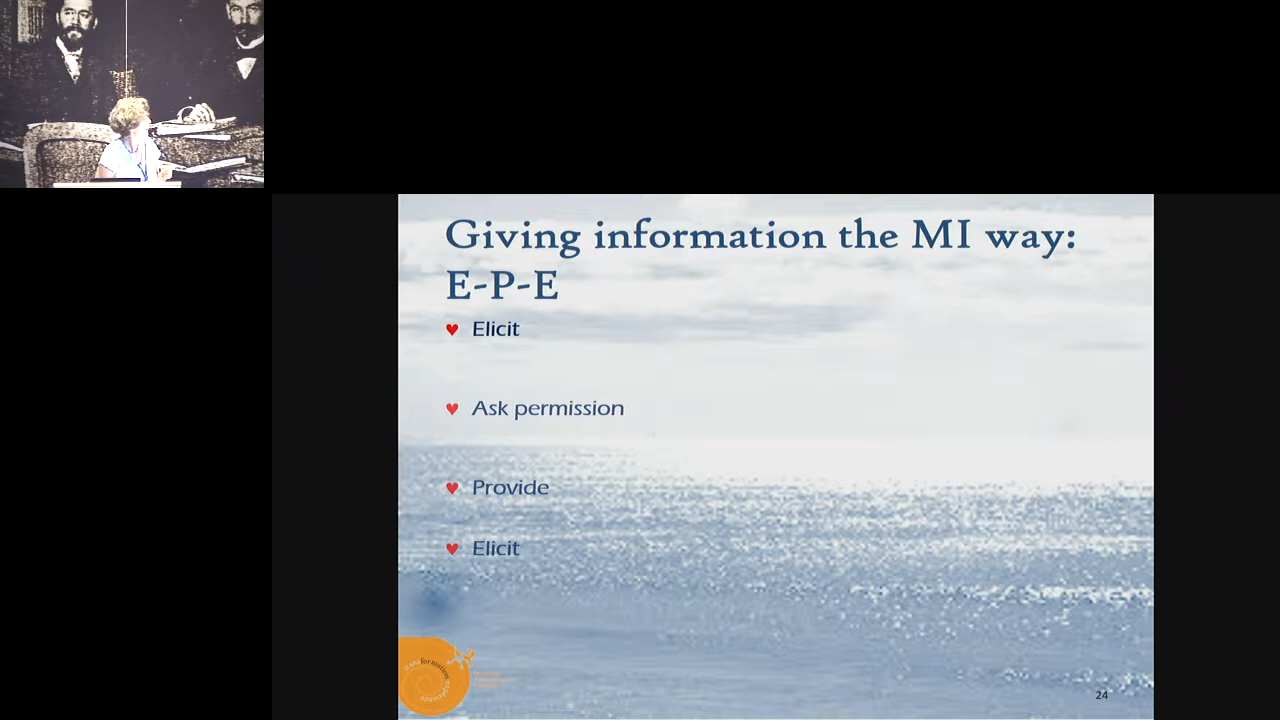 Giving information the MI way:
E-P-E
♥ Elicit
♥ Ask permission
♥ Provide
♥ Elicit
24